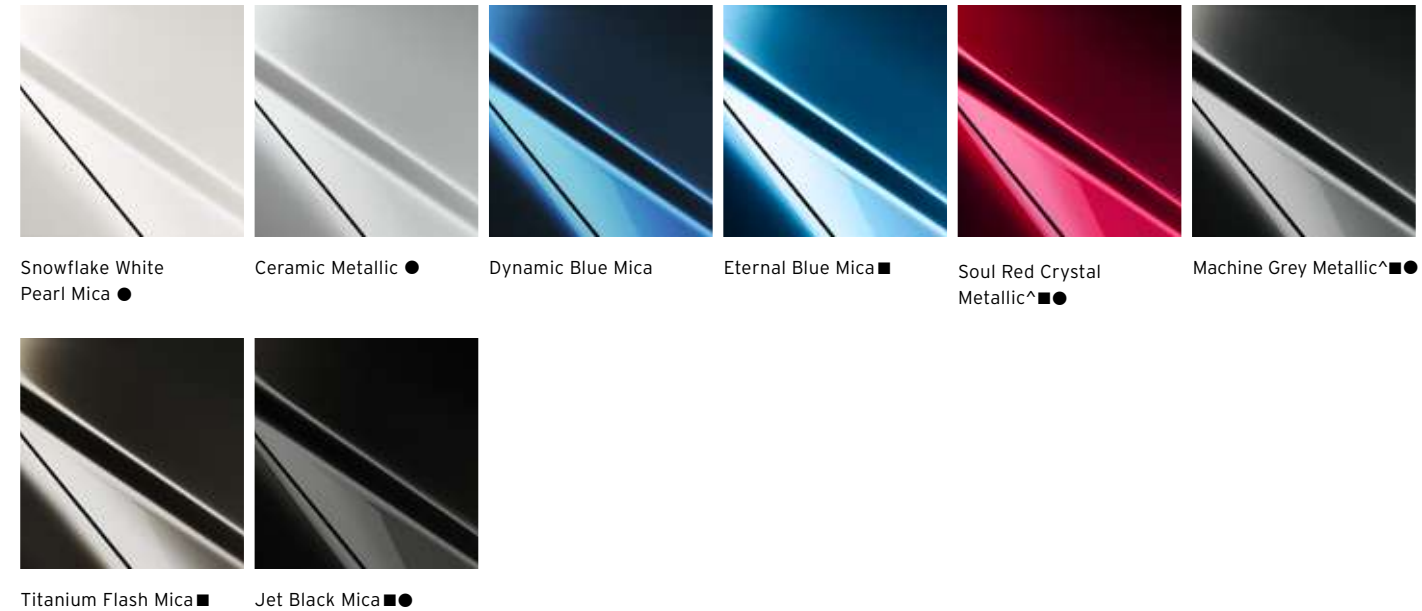 Snowflake White
Pearl Mica ●
Ceramic Metallic ●
Dynamic Blue Mica
Eternal Blue Mica■
Soul Red Crystal
Metallic^■●
Machine Grey Metallic^■●
Titanium Flash Mica■
Jet Black Mica■●